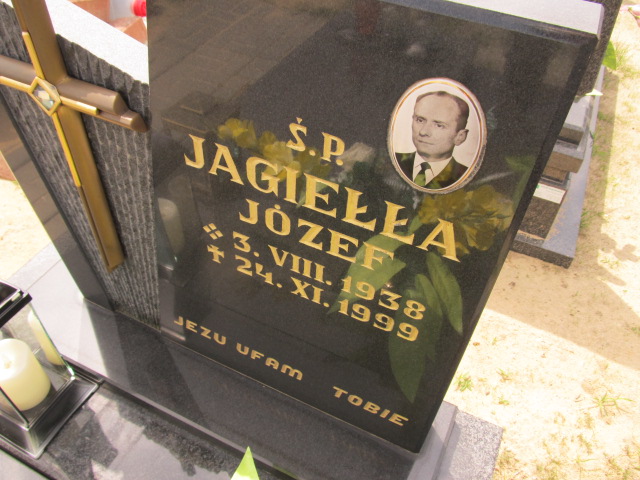 Ś.P.
JAGIEŁŁA
JÓZEF
3. VIII. 1938
24. XI. 1999
JEZU UFAM TOBIE